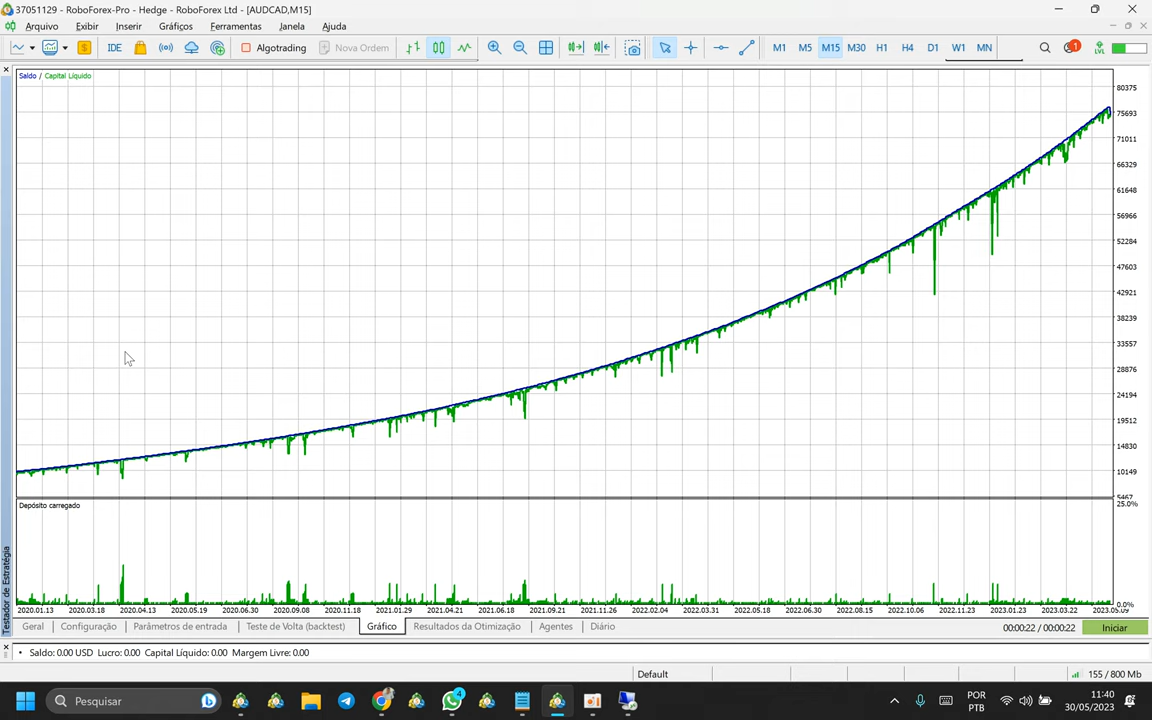 37051129 - RoboForex-Pro - Hedge - RoboForex Ltd - [AUDCAD,M15]
Arquivo Exibir Inserir Gráficos Ferramentas Janela Ajuda
IDE Algotrading Nova Ordem M1 M5 M15 M30 H1 H4 D1 W1 MN 1 LVL
Saldo / Capital Líquido
80375
75693
71011
66329
61648
56966
52284
47603
42921
38239
33557
28876
24194
19512
14830
10149
5467
Depósito carregado
25.0%
0.0%
2020.01.13 2020.03.18 2020.04.13 2020.05.19 2020.06.30 2020.09.08 2020.11.18 2021.01.29 2021.04.21 2021.06.18 2021.09.21 2021.11.26 2022.02.04 2022.03.31 2022.05.18 2022.06.30 2022.08.15 2022.10.06 2022.11.23 2023.01.23 2023.03.22 2023.05.09
Testador de Estratégia
Geral Configuração Parâmetros de entrada Teste de Volta (backtest) Gráfico Resultados da Otimização Agentes Diário 00:00:22 / 00:00:22 Iniciar
Saldo: 0.00 USD Lucro: 0.00 Capital Líquido: 0.00 Margem Livre: 0.00
Default 155 / 800 Mb
Pesquisar 4 POR PTB 11:40 30/05/2023